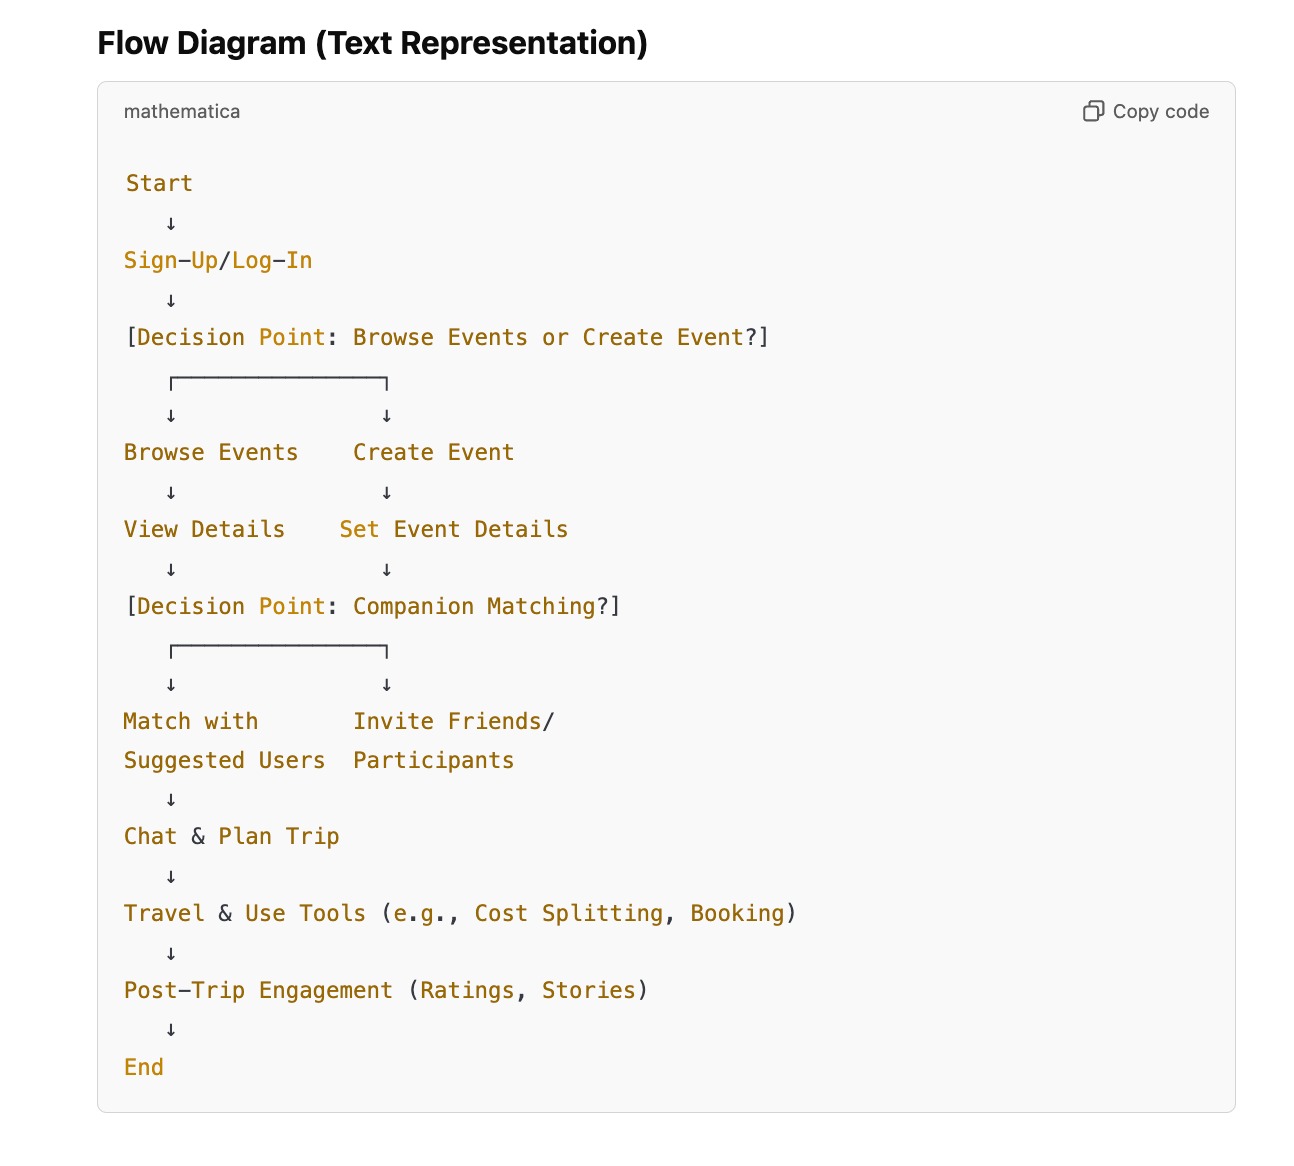 Flow Diagram (Text Representation)
mathematica Copy code
Start
↓
Sign-Up/Log-In
↓
[Decision Point: Browse Events or Create Event?]
↓ ↓
Browse Events Create Event
↓ ↓
View Details Set Event Details
↓ ↓
[Decision Point: Companion Matching?]
↓ ↓
Match with Invite Friends/
Suggested Users Participants
↓
Chat & Plan Trip
↓
Travel & Use Tools (e.g., Cost Splitting, Booking)
↓
Post-Trip Engagement (Ratings, Stories)
↓
End